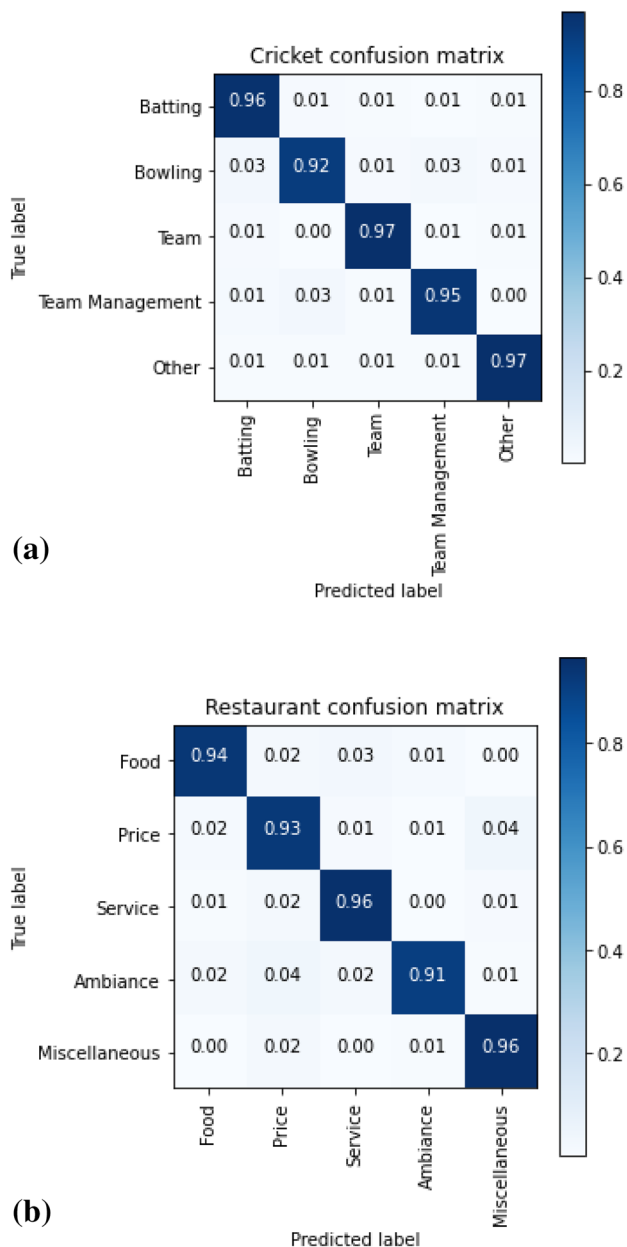 Cricket confusion matrix
True label
Batting 0.96 0.01 0.01 0.01 0.01
Bowling 0.03 0.92 0.01 0.03 0.01
Team 0.01 0.00 0.97 0.01 0.01
Team Management 0.01 0.03 0.01 0.95 0.00
Other 0.01 0.01 0.01 0.01 0.97
Batting Bowling Team Team Management Other
Predicted label
0.8
0.6
0.4
0.2
(a)
Restaurant confusion matrix
True label
Food 0.94 0.02 0.03 0.01 0.00
Price 0.02 0.93 0.01 0.01 0.04
Service 0.01 0.02 0.96 0.00 0.01
Ambiance 0.02 0.04 0.02 0.91 0.01
Miscellaneous 0.00 0.02 0.00 0.01 0.96
Food Price Service Ambiance Miscellaneous
Predicted label
0.8
0.6
0.4
0.2
(b)